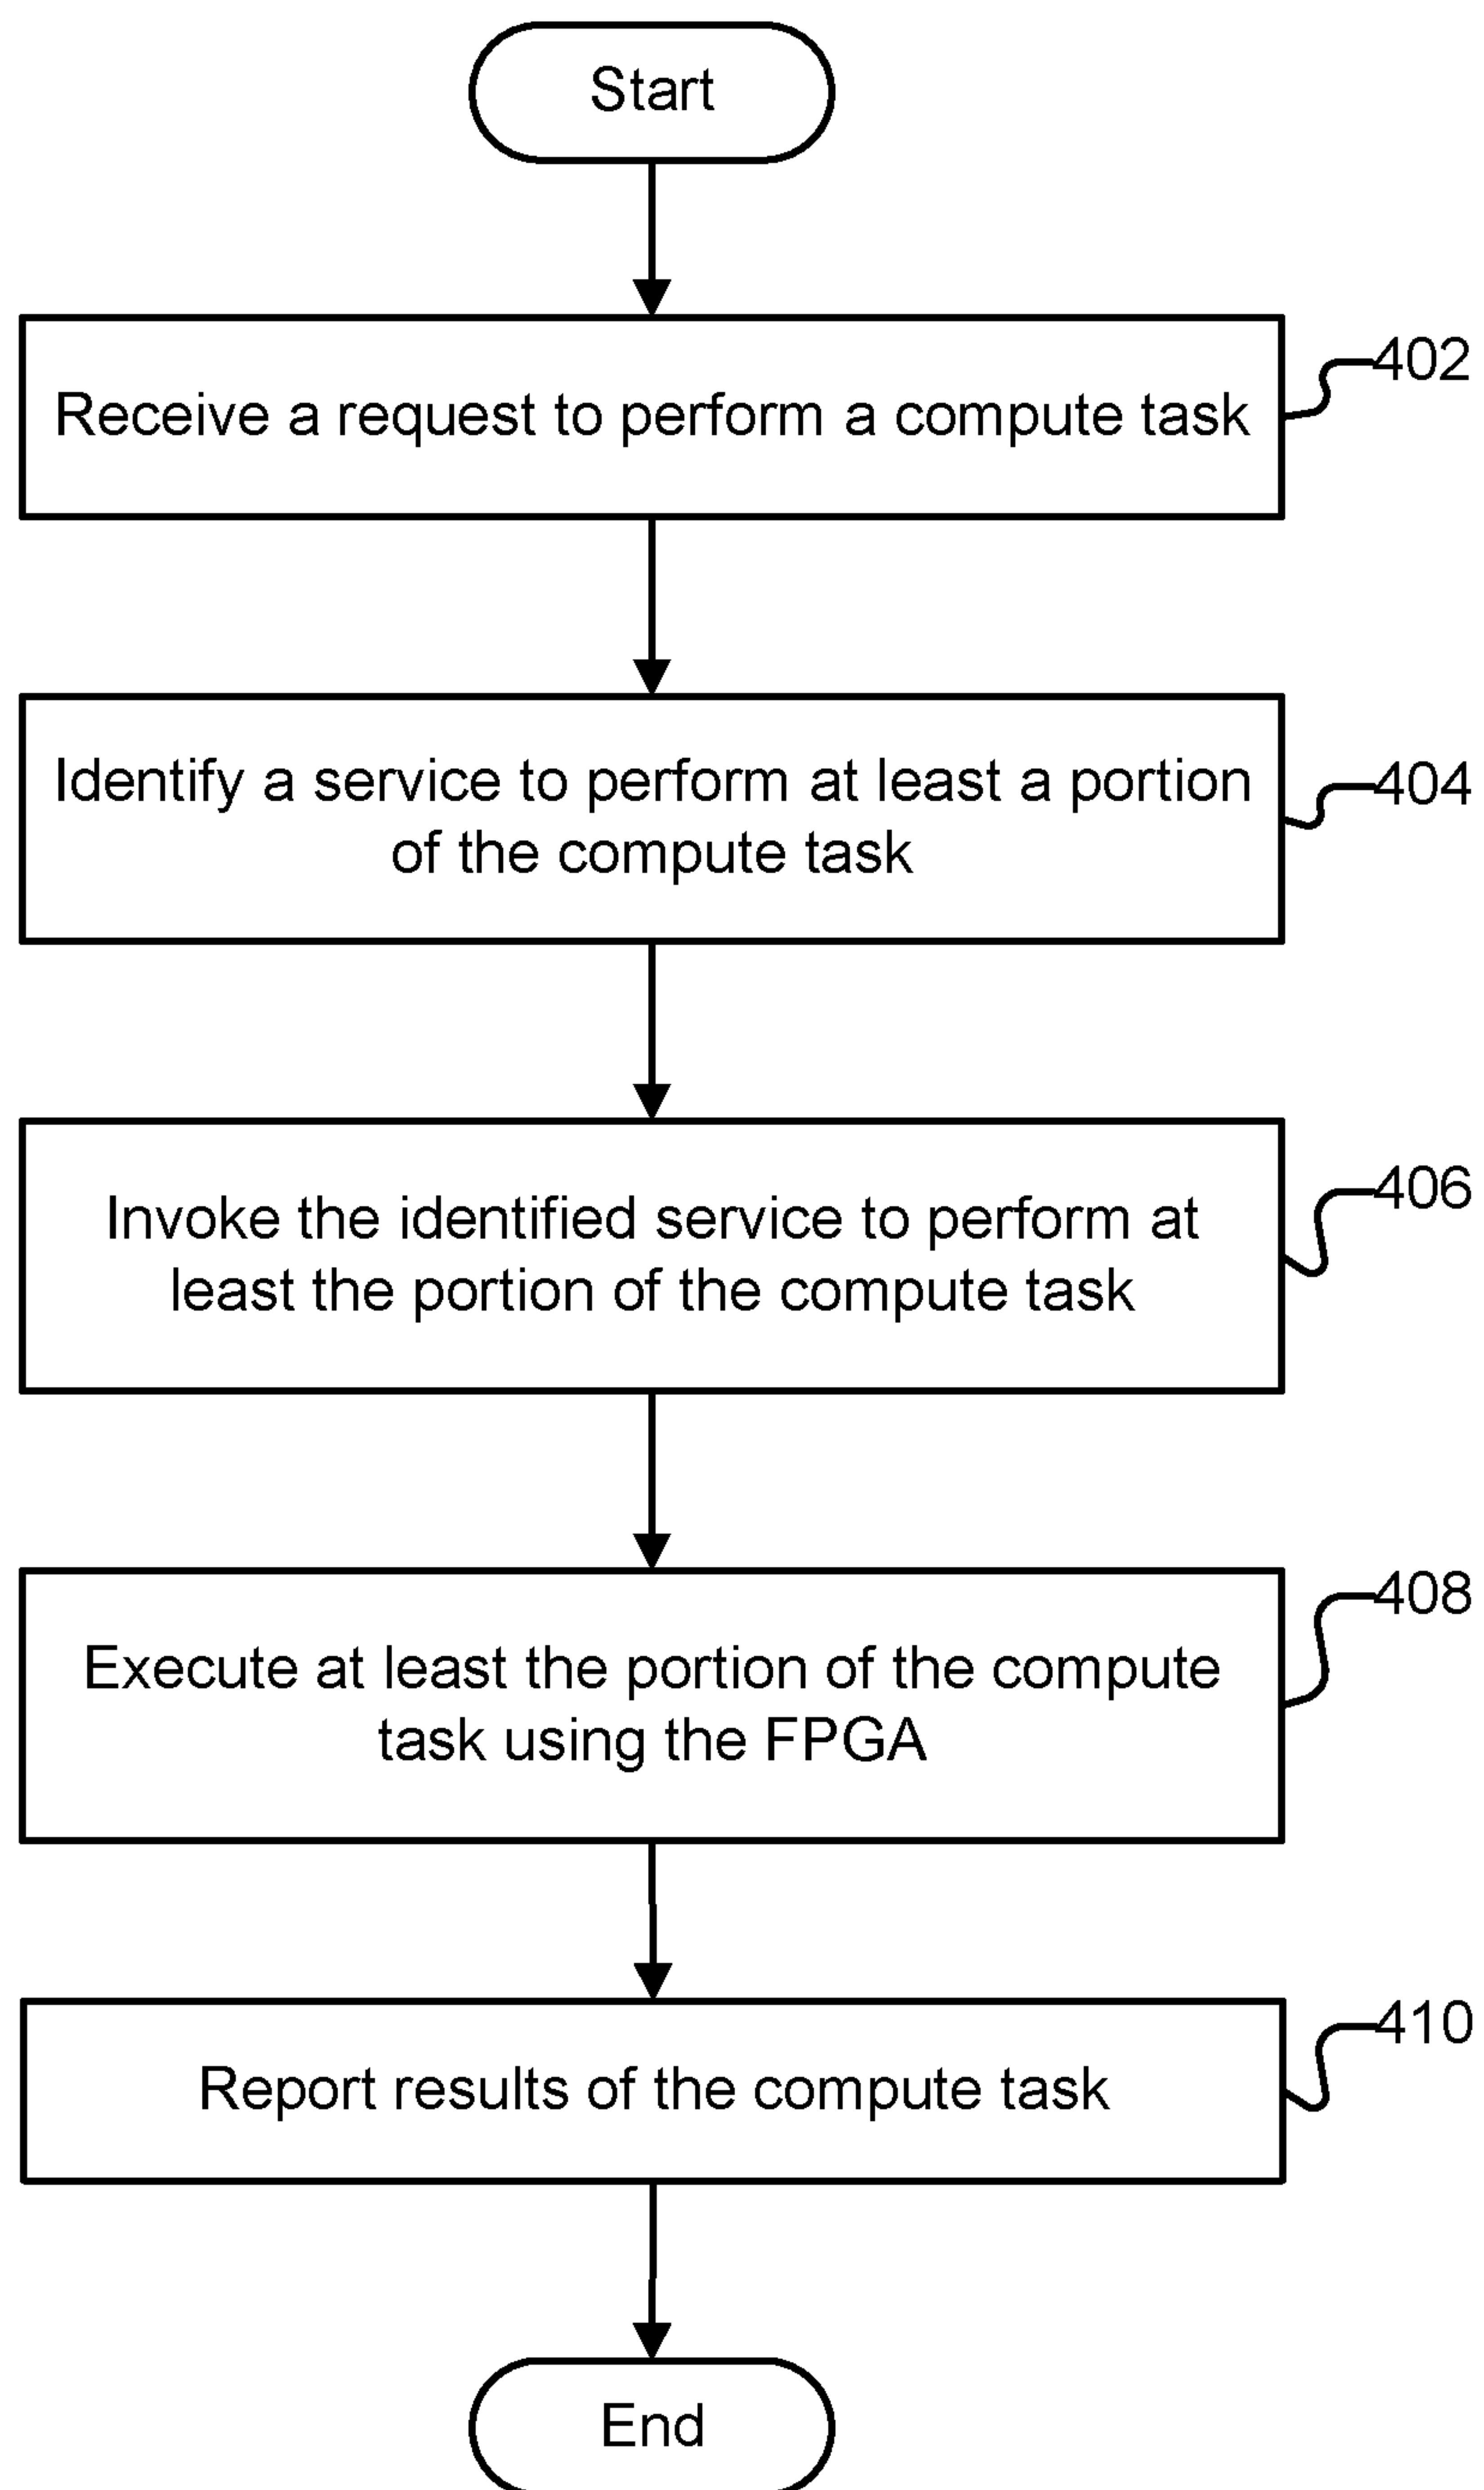 Start
Receive a request to perform a compute task
402
Identify a service to perform at least a portion
of the compute task
404
Invoke the identified service to perform at
least the portion of the compute task
406
Execute at least the portion of the compute
task using the FPGA
408
Report results of the compute task
410
End